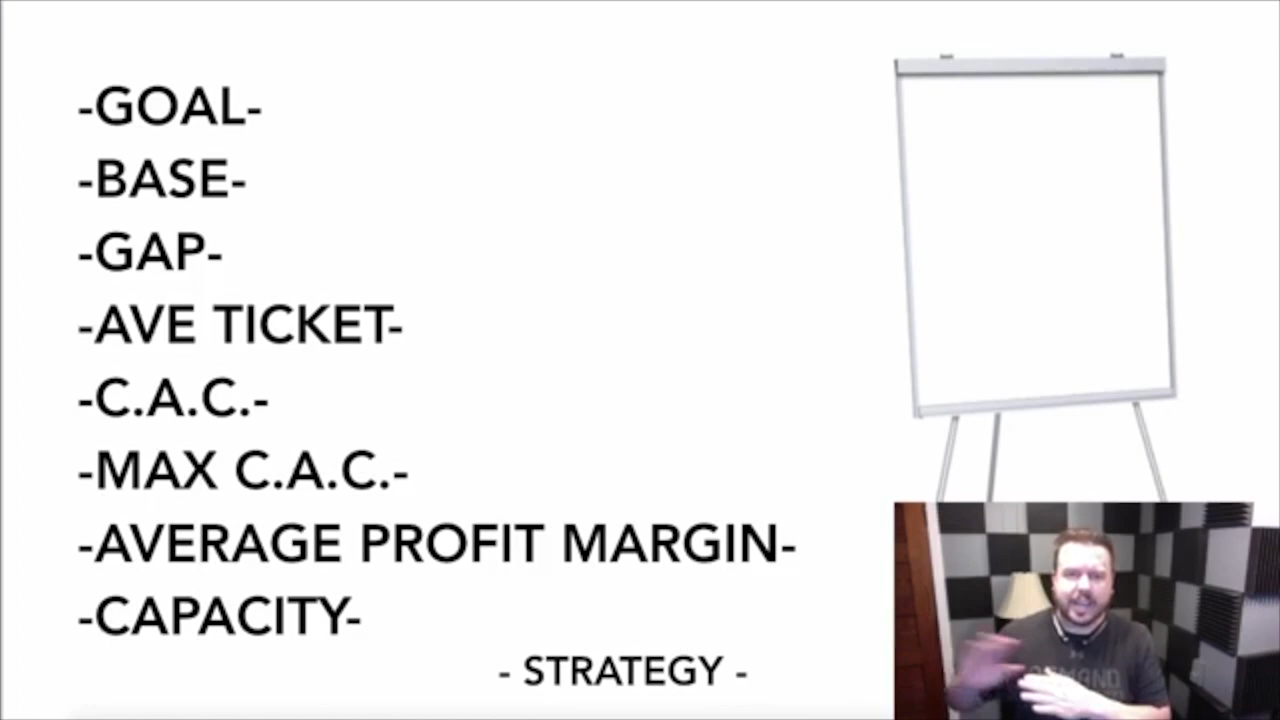 -GOAL-
-BASE-
-GAP-
-AVE TICKET-
-C.A.C.-
-MAX C.A.C.-
-AVERAGE PROFIT MARGIN-
-CAPACITY-
- STRATEGY -